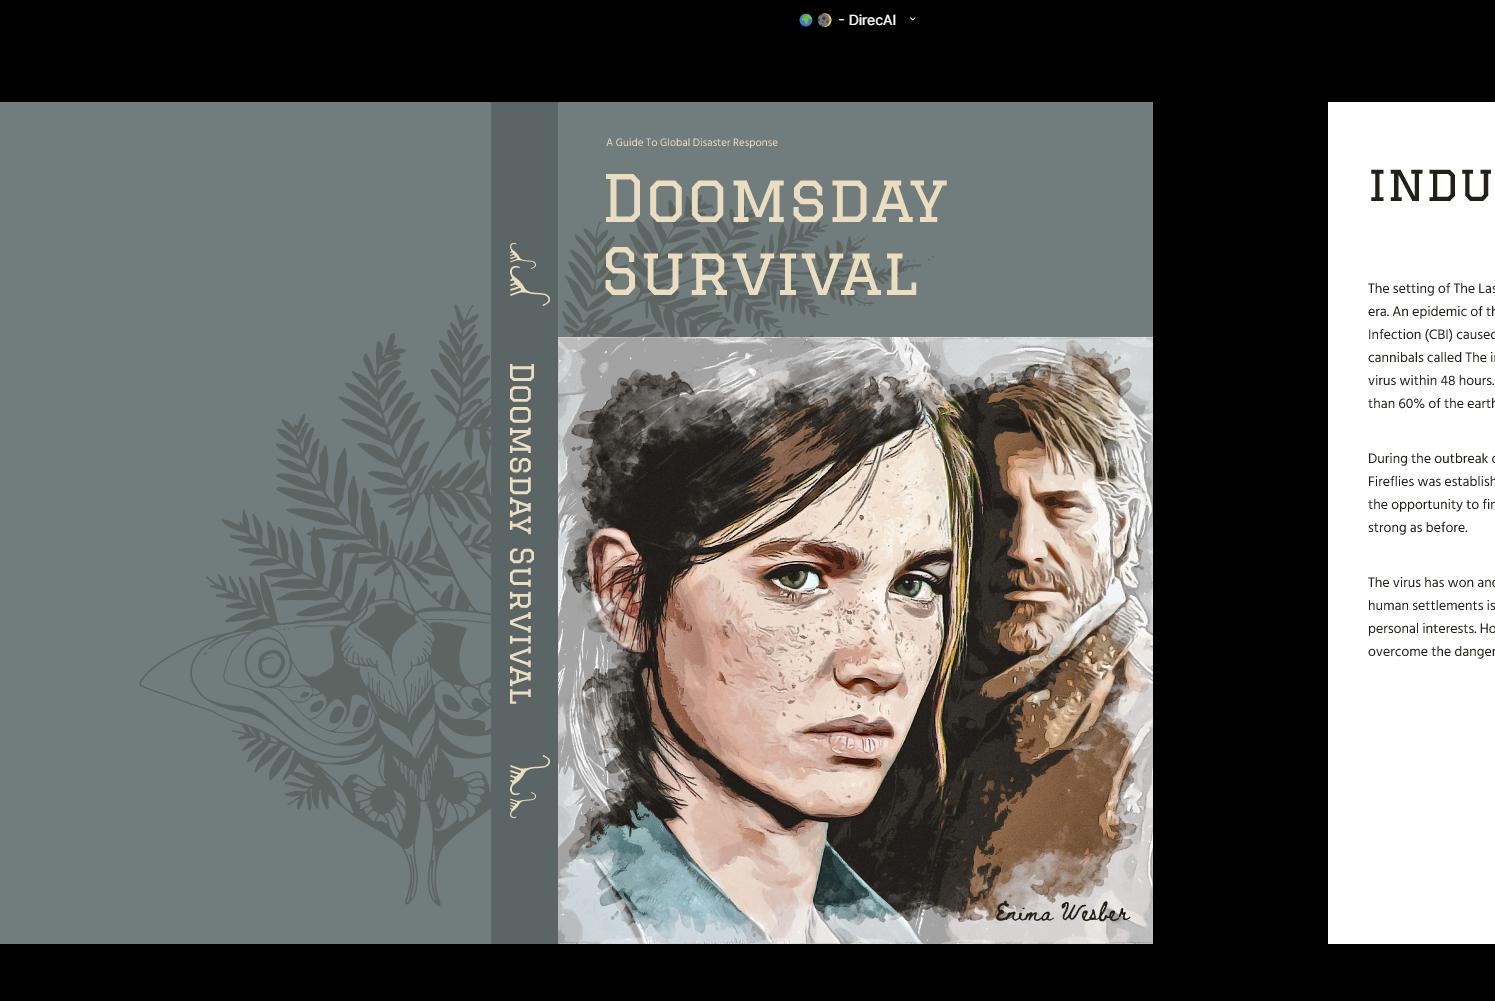 - DirecAI
A Guide To Global Disaster Response
DOOMSDAY
SURVIVAL
DOOMSDAY SURVIVAL
Enima Wesber
INDU
The setting of The Las
era. An epidemic of th
Infection (CBI) caused
cannibals called The i
virus within 48 hours.
than 60% of the earth
During the outbreak o
Fireflies was establish
the opportunity to fin
strong as before.
The virus has won and
human settlements is
personal interests. Ho
overcome the danger